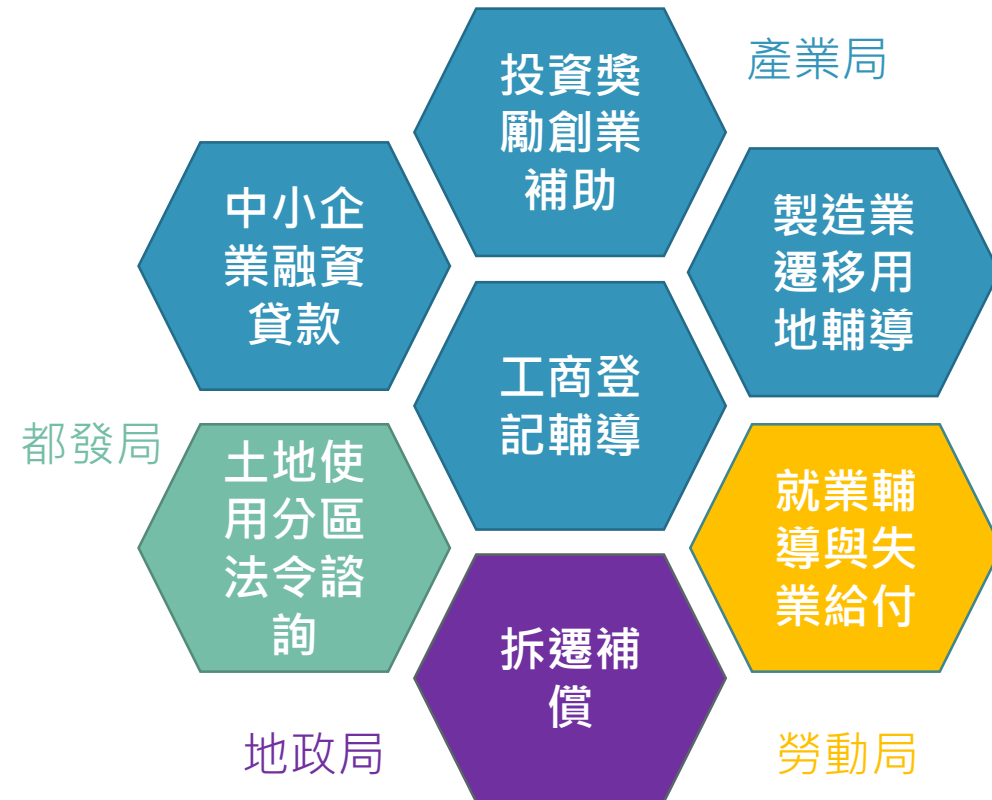 產業局
投資獎
勵創業
補助
中小企
業融資
貸款
製造業
遷移用
地輔導
工商登
記輔導
都發局
土地使
用分區
法令諮
詢
就業輔
導與失
業給付
拆遷補
償
地政局
勞動局